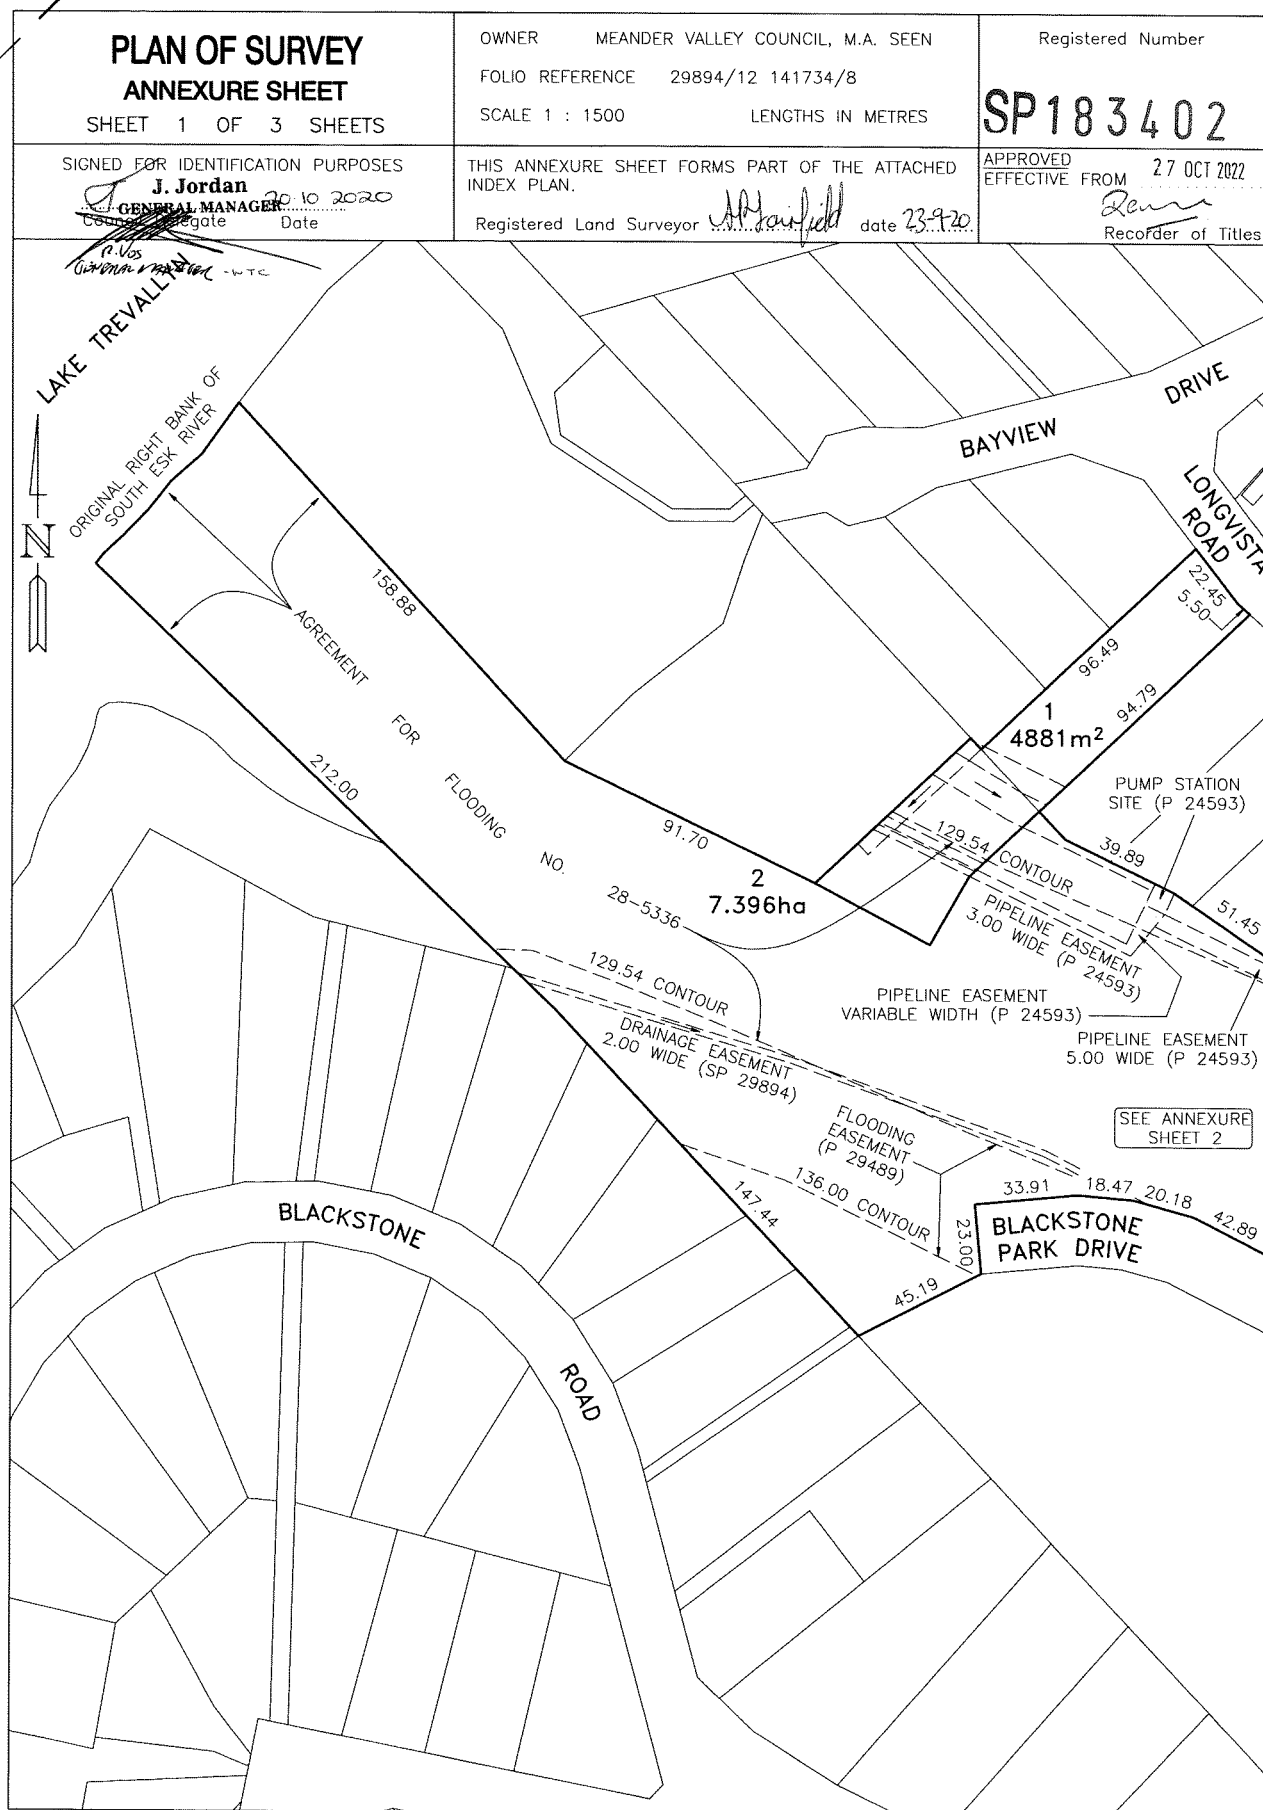 PLAN OF SURVEY
ANNEXURE SHEET
SHEET 1 OF 3 SHEETS
OWNER MEANDER VALLEY COUNCIL, M.A. SEEN
FOLIO REFERENCE 29894/12 141734/8
SCALE 1 : 1500 LENGTHS IN METRES
Registered Number
SP183402
SIGNED FOR IDENTIFICATION PURPOSES
J. Jordan
GENERAL MANAGER 20 10 2020
Council Delegate Date
R. Vos
GENERAL MANAGER - WTC
THIS ANNEXURE SHEET FORMS PART OF THE ATTACHED
INDEX PLAN.
Registered Land Surveyor date 23-9-20
APPROVED
EFFECTIVE FROM 27 OCT 2022
Recorder of Titles
LAKE TREVALLYN
ORIGINAL RIGHT BANK OF
SOUTH ESK RIVER
N
BAYVIEW DRIVE
LONGVISTA
ROAD
158.88
22.45
5.50
AGREEMENT FOR FLOODING NO. 28-5336
96.49
94.79
1
4881m²
212.00
91.70
2
7.396ha
PUMP STATION
SITE (P 24593)
129.54 CONTOUR
39.89
51.45
PIPELINE EASEMENT
3.00 WIDE (P 24593)
PIPELINE EASEMENT
VARIABLE WIDTH (P 24593)
PIPELINE EASEMENT
5.00 WIDE (P 24593)
129.54 CONTOUR
DRAINAGE EASEMENT
2.00 WIDE (SP 29894)
FLOODING
EASEMENT
(P 29489)
SEE ANNEXURE
SHEET 2
136.00 CONTOUR
147.44
33.91
18.47
20.18
42.89
23.00
BLACKSTONE
PARK DRIVE
45.19
BLACKSTONE
ROAD